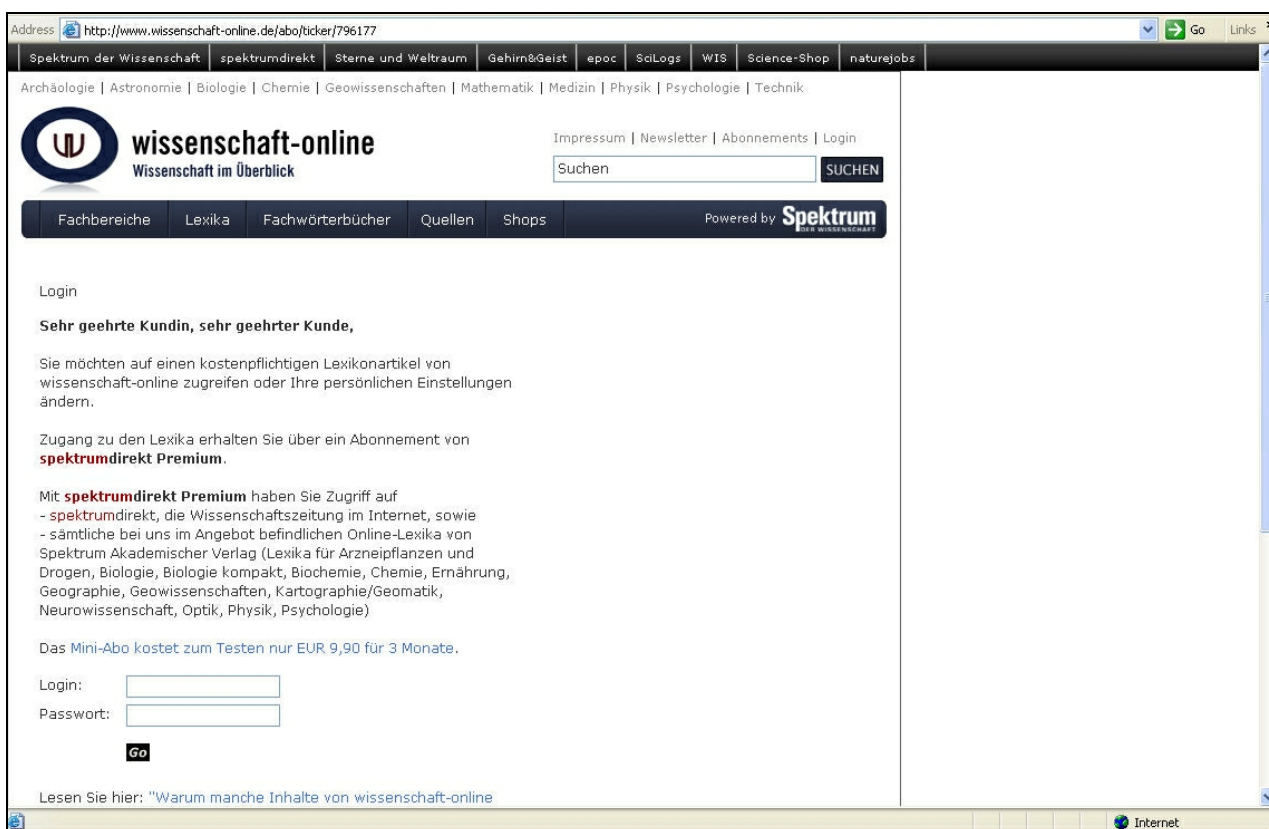 Address http://www.wissenschaft-online.de/abo/ticker/796177 Go Links
Spektrum der Wissenschaft spektrumdirekt Sterne und Weltraum Gehirn&Geist epoc SciLogs WIS Science-Shop naturejobs
Archäologie | Astronomie | Biologie | Chemie | Geowissenschaften | Mathematik | Medizin | Physik | Psychologie | Technik
wissenschaft-online
Wissenschaft im Überblick
Impressum | Newsletter | Abonnements | Login
Suchen SUCHEN
Fachbereiche Lexika Fachwörterbücher Quellen Shops Powered by Spektrum
DER WISSENSCHAFT
Login
Sehr geehrte Kundin, sehr geehrter Kunde,
Sie möchten auf einen kostenpflichtigen Lexikonartikel von
wissenschaft-online zugreifen oder Ihre persönlichen Einstellungen
ändern.
Zugang zu den Lexika erhalten Sie über ein Abonnement von
spektrumdirekt Premium.
Mit spektrumdirekt Premium haben Sie Zugriff auf
- spektrumdirekt, die Wissenschaftszeitung im Internet, sowie
- sämtliche bei uns im Angebot befindlichen Online-Lexika von
Spektrum Akademischer Verlag (Lexika für Arzneipflanzen und
Drogen, Biologie, Biologie kompakt, Biochemie, Chemie, Ernährung,
Geographie, Geowissenschaften, Kartographie/Geomatik,
Neurowissenschaft, Optik, Physik, Psychologie)
Das Mini-Abo kostet zum Testen nur EUR 9,90 für 3 Monate.
Login:
Passwort:
Go
Lesen Sie hier: "Warum manche Inhalte von wissenschaft-online
Internet